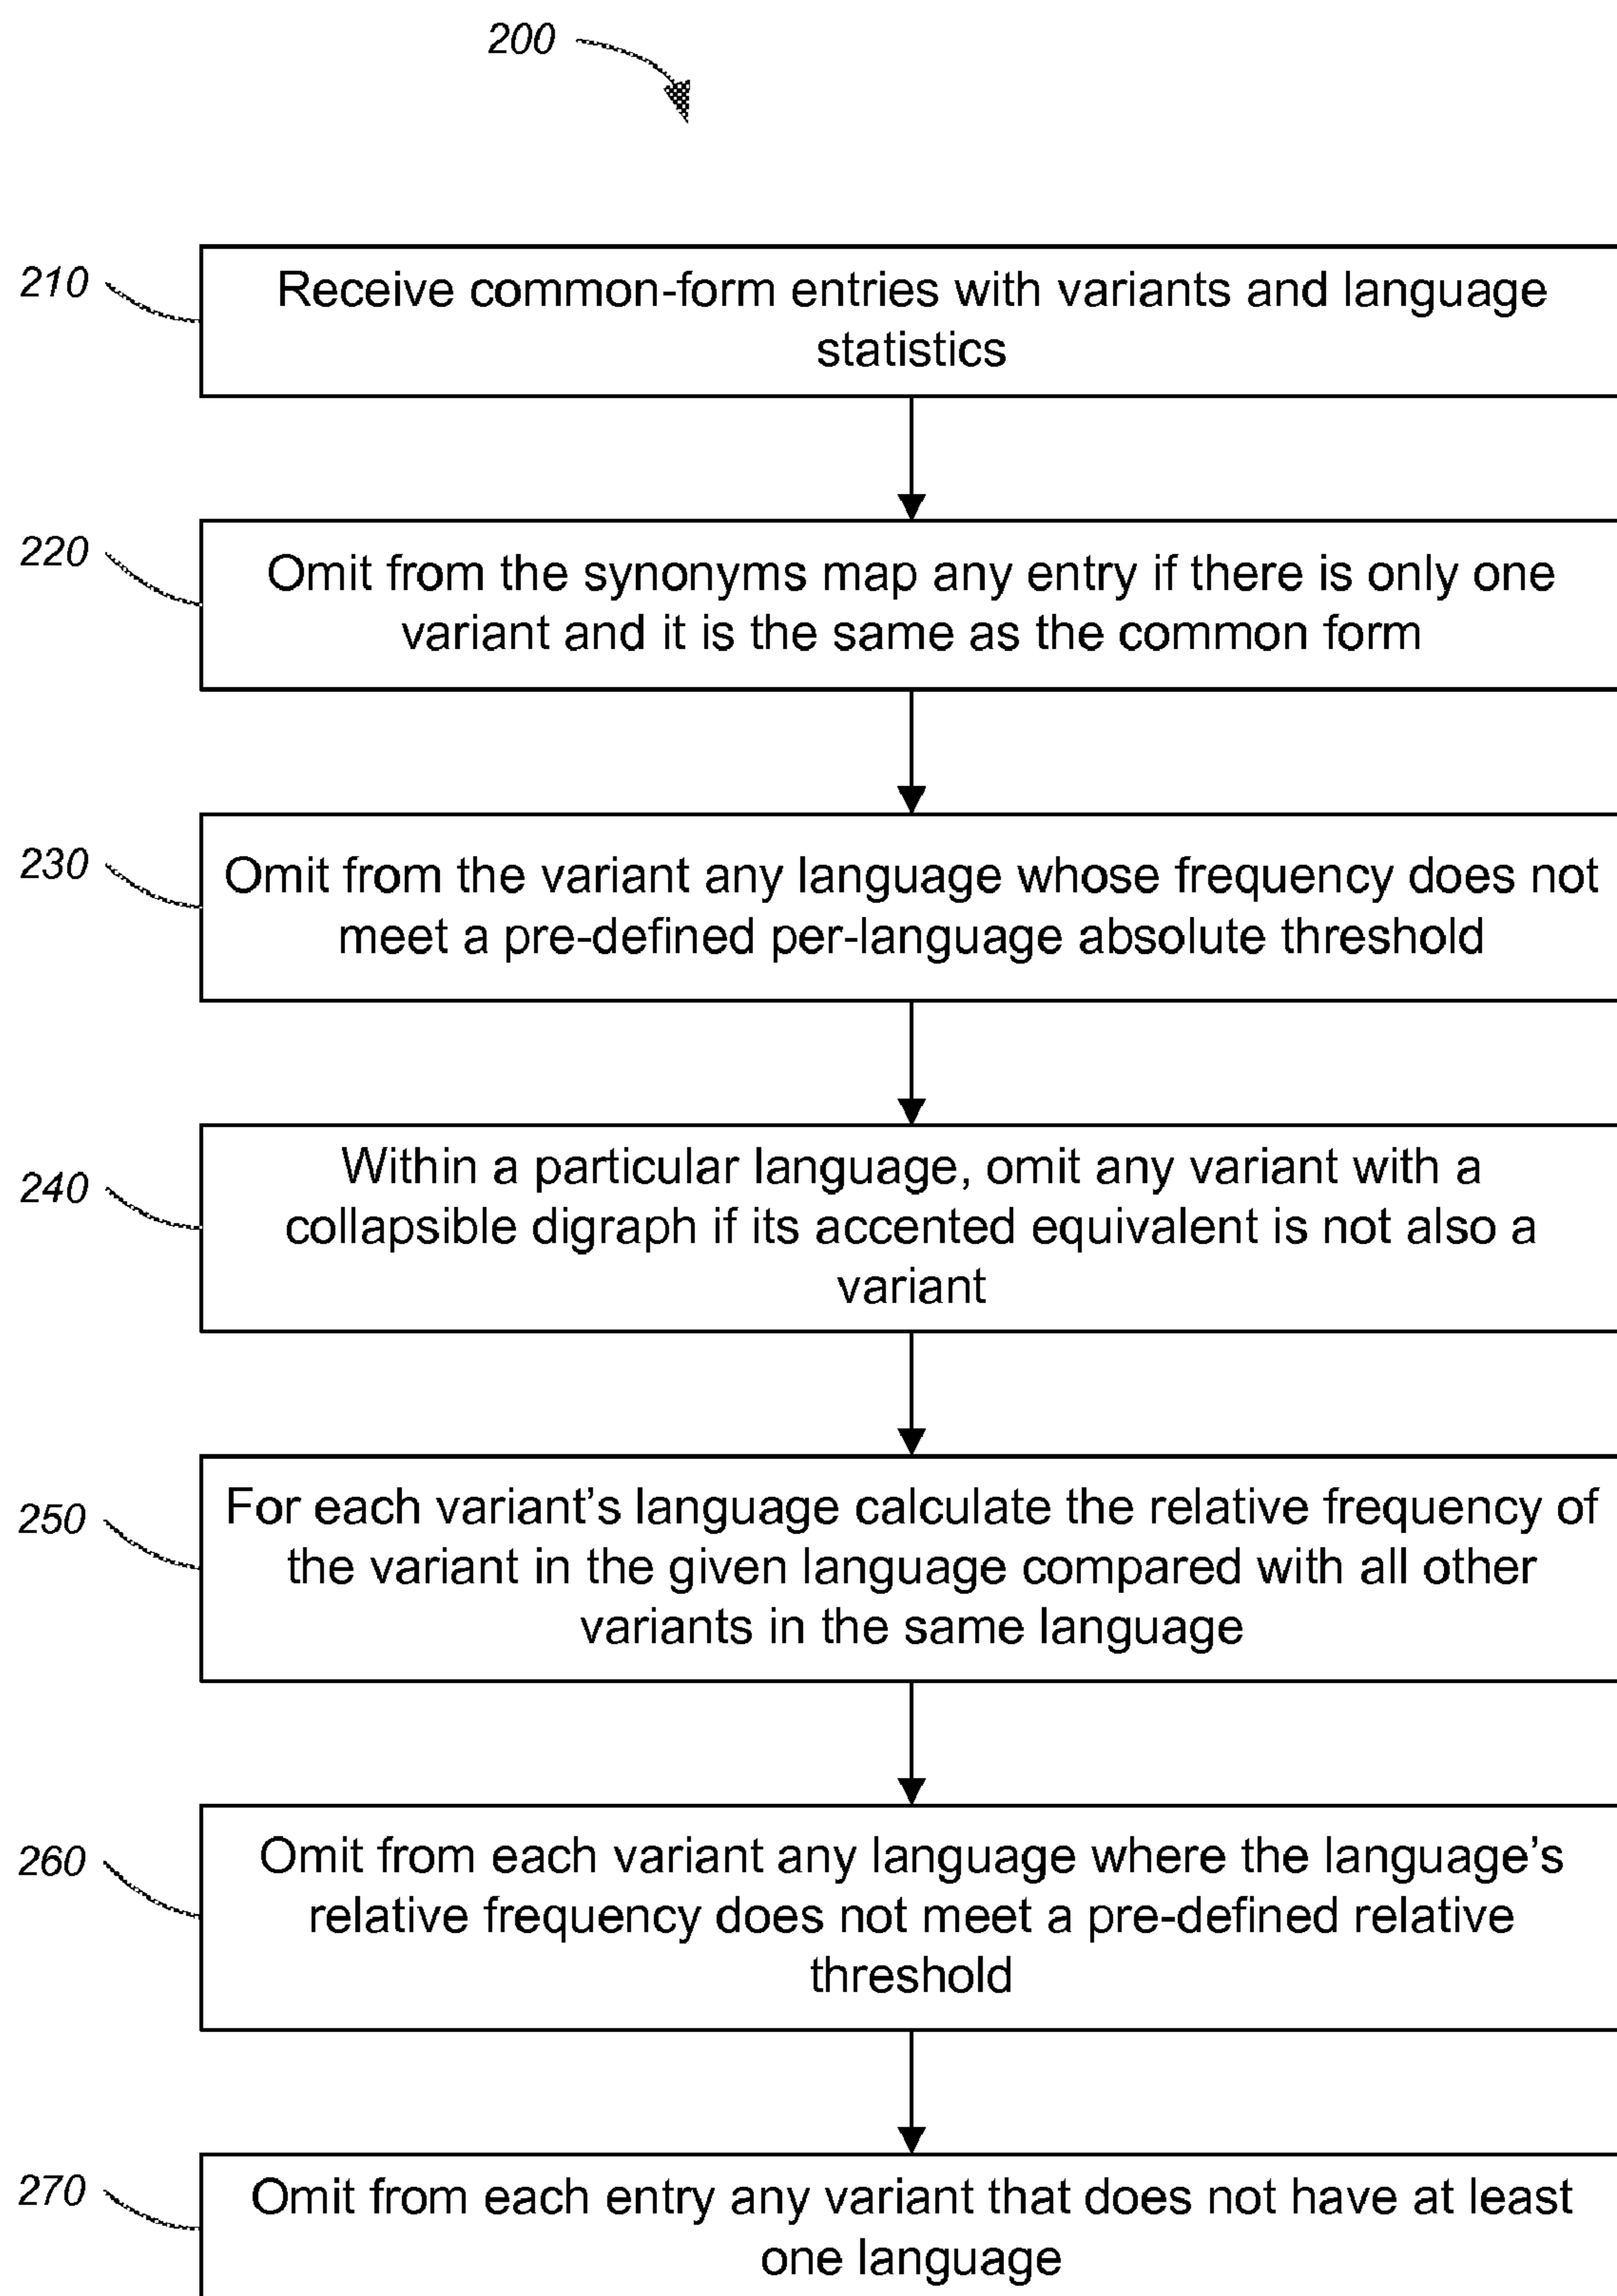 200
210
Receive common-form entries with variants and language
statistics
220
Omit from the synonyms map any entry if there is only one
variant and it is the same as the common form
230
Omit from the variant any language whose frequency does not
meet a pre-defined per-language absolute threshold
240
Within a particular language, omit any variant with a
collapsible digraph if its accented equivalent is not also a
variant
250
For each variant’s language calculate the relative frequency of
the variant in the given language compared with all other
variants in the same language
260
Omit from each variant any language where the language’s
relative frequency does not meet a pre-defined relative
threshold
270
Omit from each entry any variant that does not have at least
one language